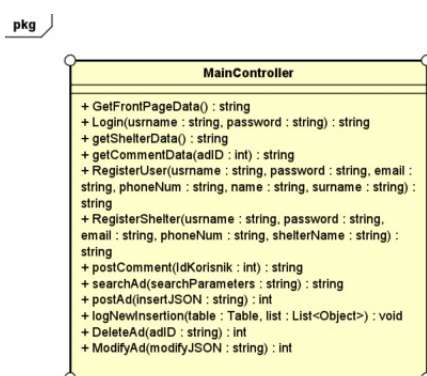 pkg
MainController
+ GetFrontPageData() : string
+ Login(usrname : string, password : string) : string
+ getShelterData() : string
+ getCommentData(adID : int) : string
+ RegisterUser(usrname : string, password : string, email :
string, phoneNum : string, name : string, surname : string) :
string
+ RegisterShelter(usrname : string, password : string,
email : string, phoneNum : string, shelterName : string) :
string
+ postComment(IdKorisnik : int) : string
+ searchAd(searchParameters : string) : string
+ postAd(insertJSON : string) : int
+ logNewInsertion(table : Table, list : List<Object>) : void
+ DeleteAd(adID : string) : int
+ ModifyAd(modifyJSON : string) : int